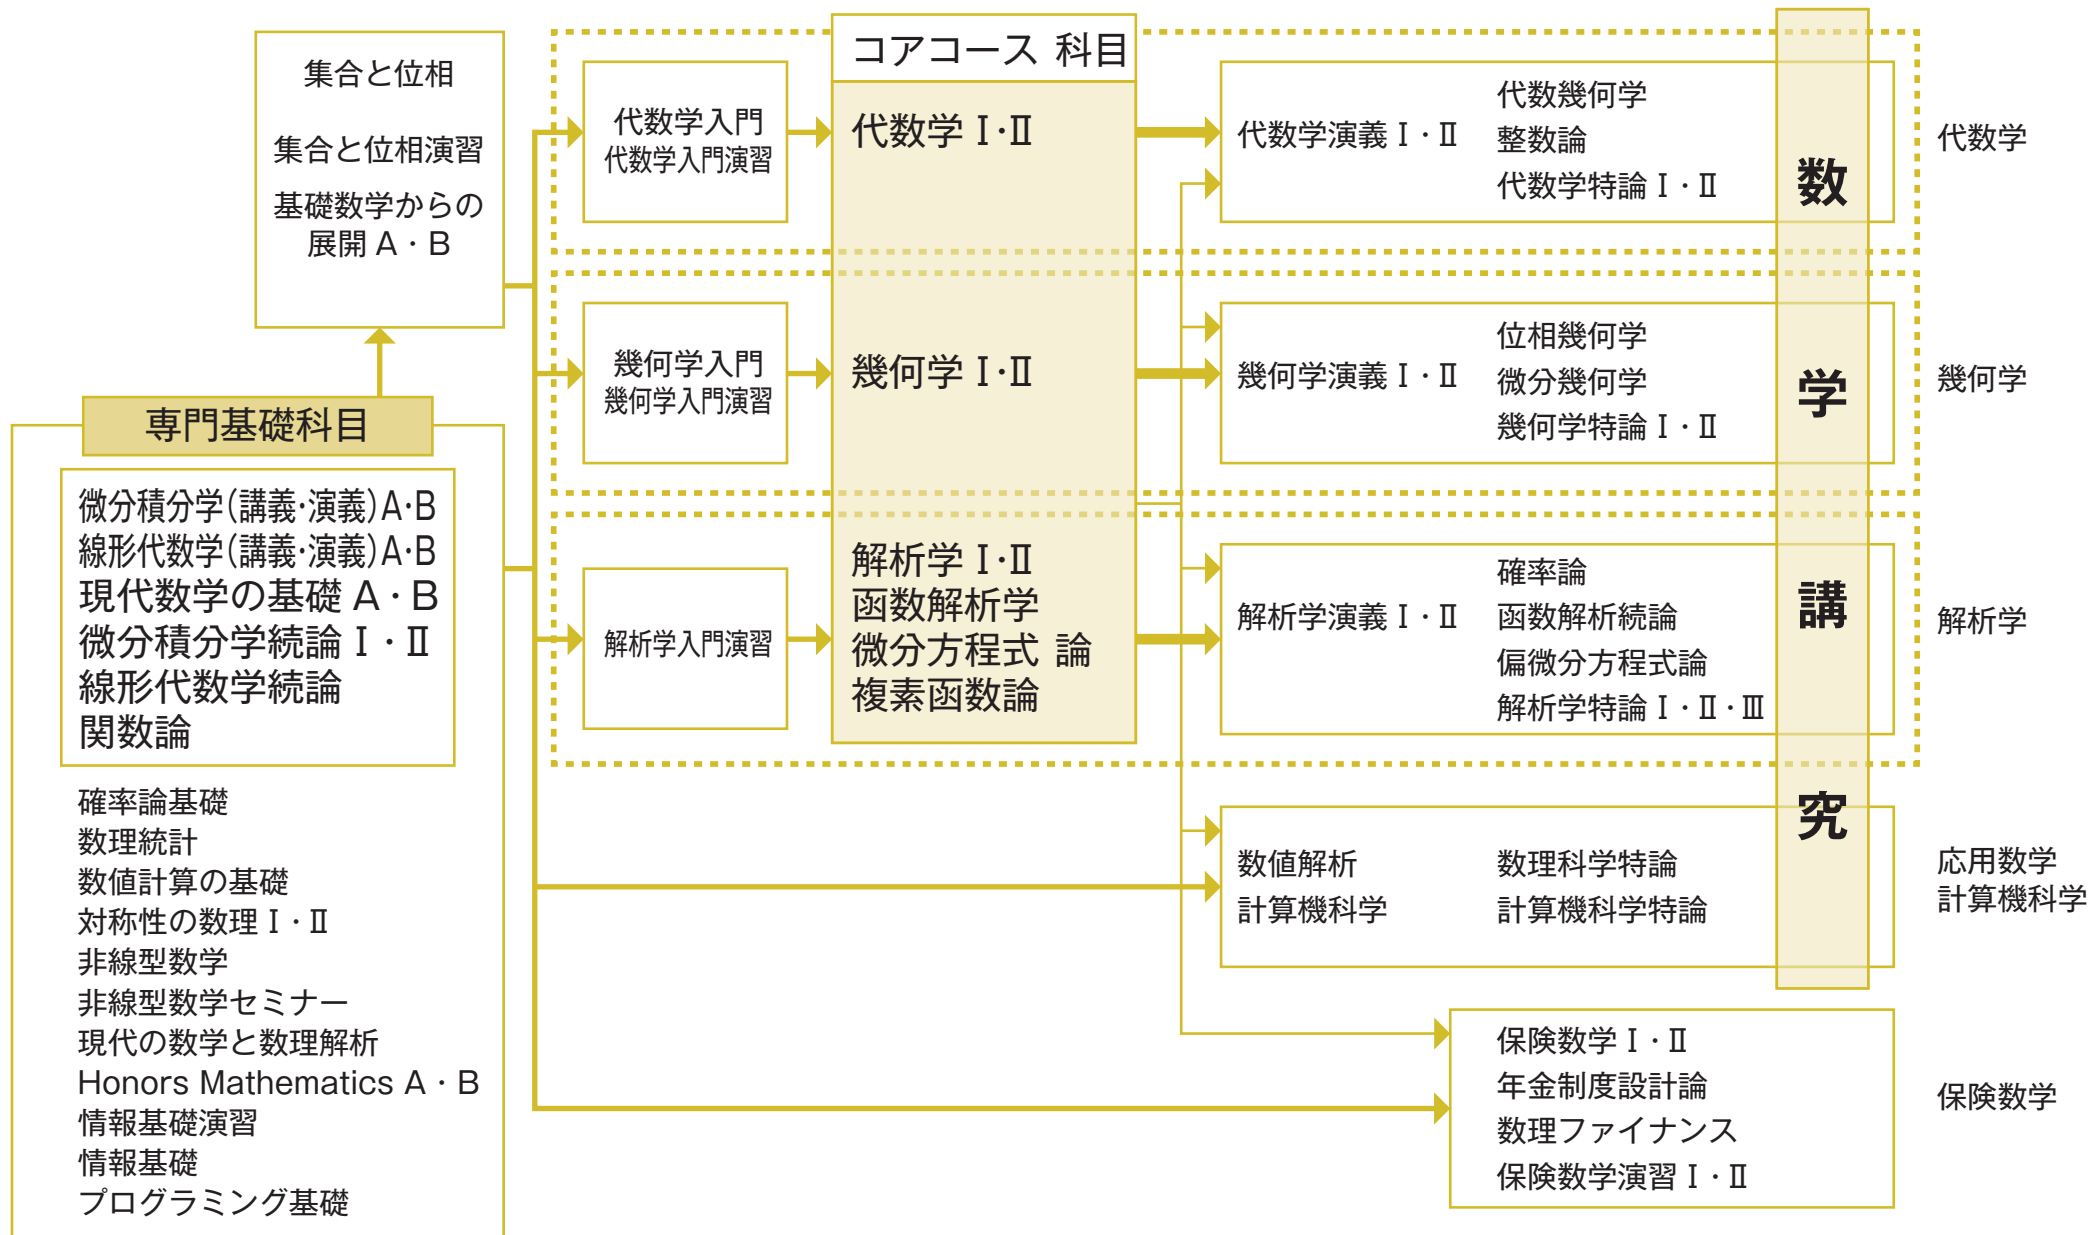 集合と位相
集合と位相演習
基礎数学からの
展開 A・B
専門基礎科目
微分積分学(講義・演義)A・B
線形代数学(講義・演義)A・B
現代数学の基礎 A・B
微分積分学続論 Ⅰ・Ⅱ
線形代数学続論
関数論
確率論基礎
数理統計
数値計算の基礎
対称性の数理 Ⅰ・Ⅱ
非線型数学
非線型数学セミナー
現代の数学と数理解析
Honors Mathematics A・B
情報基礎演習
情報基礎
プログラミング基礎
代数学入門
代数学入門演習
幾何学入門
幾何学入門演習
解析学入門演習
コアコース 科目
代数学 Ⅰ・Ⅱ
幾何学 Ⅰ・Ⅱ
解析学 Ⅰ・Ⅱ
函数解析学
微分方程式 論
複素函数論
代数学演義 Ⅰ・Ⅱ
代数幾何学
整数論
代数学特論 Ⅰ・Ⅱ
幾何学演義 Ⅰ・Ⅱ
位相幾何学
微分幾何学
幾何学特論 Ⅰ・Ⅱ
解析学演義 Ⅰ・Ⅱ
確率論
函数解析続論
偏微分方程式論
解析学特論 Ⅰ・Ⅱ・Ⅲ
数値解析
計算機科学
数理科学特論
計算機科学特論
保険数学 Ⅰ・Ⅱ
年金制度設計論
数理ファイナンス
保険数学演習 Ⅰ・Ⅱ
数学講究
代数学
幾何学
解析学
応用数学
計算機科学
保険数学